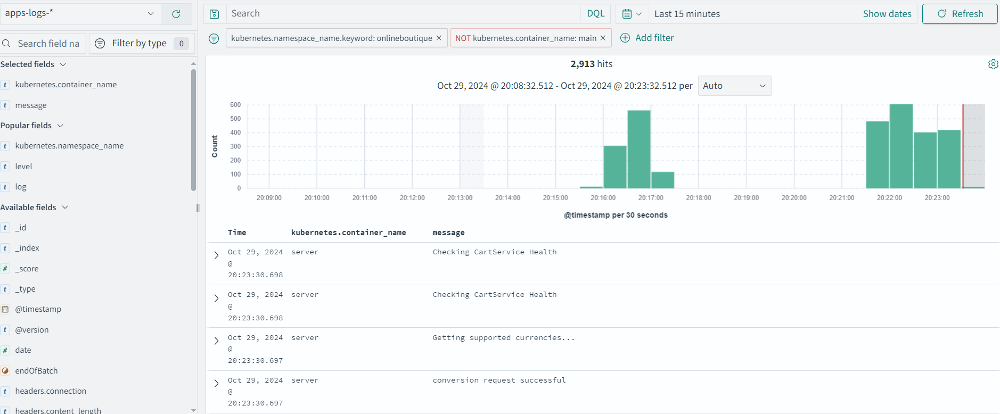 apps-logs-*
Search
DQL
Last 15 minutes
Show dates
Refresh
Search field na
Filter by type 0
kubernetes.namespace_name.keyword: onlineboutique ×
NOT kubernetes.container_name: main ×
Add filter
Selected fields
t kubernetes.container_name
t message
Popular fields
t kubernetes.namespace_name
t level
t log
Available fields
t _id
t _index
# _score
t _type
@timestamp
t @version
# date
endOfBatch
t headers.connection
t headers.content_length
2,913 hits
Oct 29, 2024 @ 20:08:32.512 - Oct 29, 2024 @ 20:23:32.512 per Auto
Count
600
500
400
300
200
100
0
20:09:00 20:10:00 20:11:00 20:12:00 20:13:00 20:14:00 20:15:00 20:16:00 20:17:00 20:18:00 20:19:00 20:20:00 20:21:00 20:22:00 20:23:00
@timestamp per 30 seconds
Time kubernetes.container_name message
Oct 29, 2024 server Checking CartService Health
@
20:23:30.698
Oct 29, 2024 server Checking CartService Health
@
20:23:30.698
Oct 29, 2024 server Getting supported currencies...
@
20:23:30.697
Oct 29, 2024 server conversion request successful
@
20:23:30.697